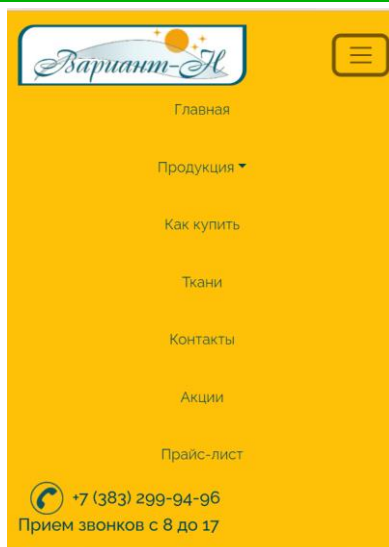 Вариант-Н
Главная
Продукция
Как купить
Ткани
Контакты
Акции
Прайс-лист
+7 (383) 299-94-96
Прием звонков с 8 до 17